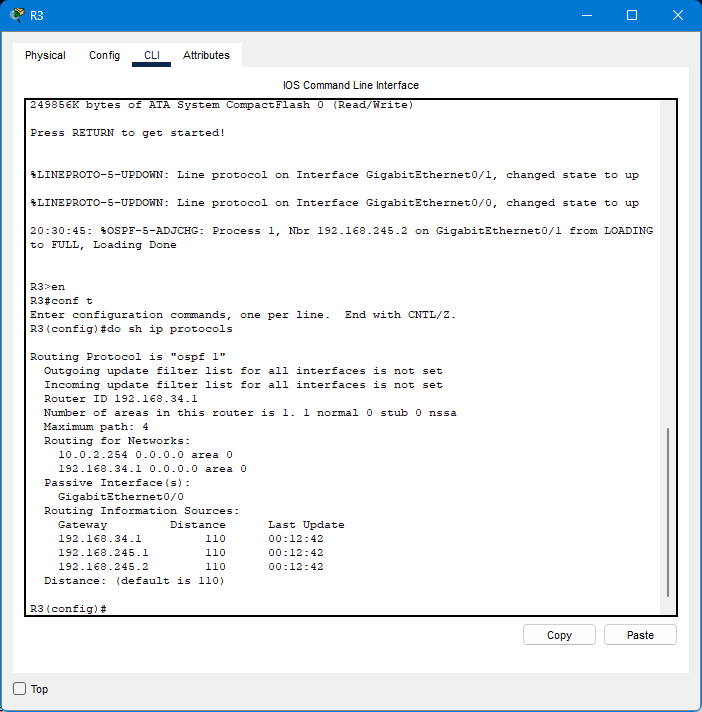 R3
Physical Config CLI Attributes
IOS Command Line Interface
249856K bytes of ATA System CompactFlash 0 (Read/Write)
Press RETURN to get started!
%LINEPROTO-5-UPDOWN: Line protocol on Interface GigabitEthernet0/1, changed state to up
%LINEPROTO-5-UPDOWN: Line protocol on Interface GigabitEthernet0/0, changed state to up
20:30:45: %OSPF-5-ADJCHG: Process 1, Nbr 192.168.245.2 on GigabitEthernet0/1 from LOADING
to FULL, Loading Done
R3>en
R3#conf t
Enter configuration commands, one per line.  End with CNTL/Z.
R3(config)#do sh ip protocols
Routing Protocol is "ospf 1"
  Outgoing update filter list for all interfaces is not set
  Incoming update filter list for all interfaces is not set
  Router ID 192.168.34.1
  Number of areas in this router is 1. 1 normal 0 stub 0 nssa
  Maximum path: 4
  Routing for Networks:
    10.0.2.254 0.0.0.0 area 0
    192.168.34.1 0.0.0.0 area 0
  Passive Interface(s):
    GigabitEthernet0/0
  Routing Information Sources:
    Gateway         Distance      Last Update
    192.168.34.1         110      00:12:42
    192.168.245.1        110      00:12:42
    192.168.245.2        110      00:12:42
  Distance: (default is 110)
R3(config)#
Copy Paste
Top